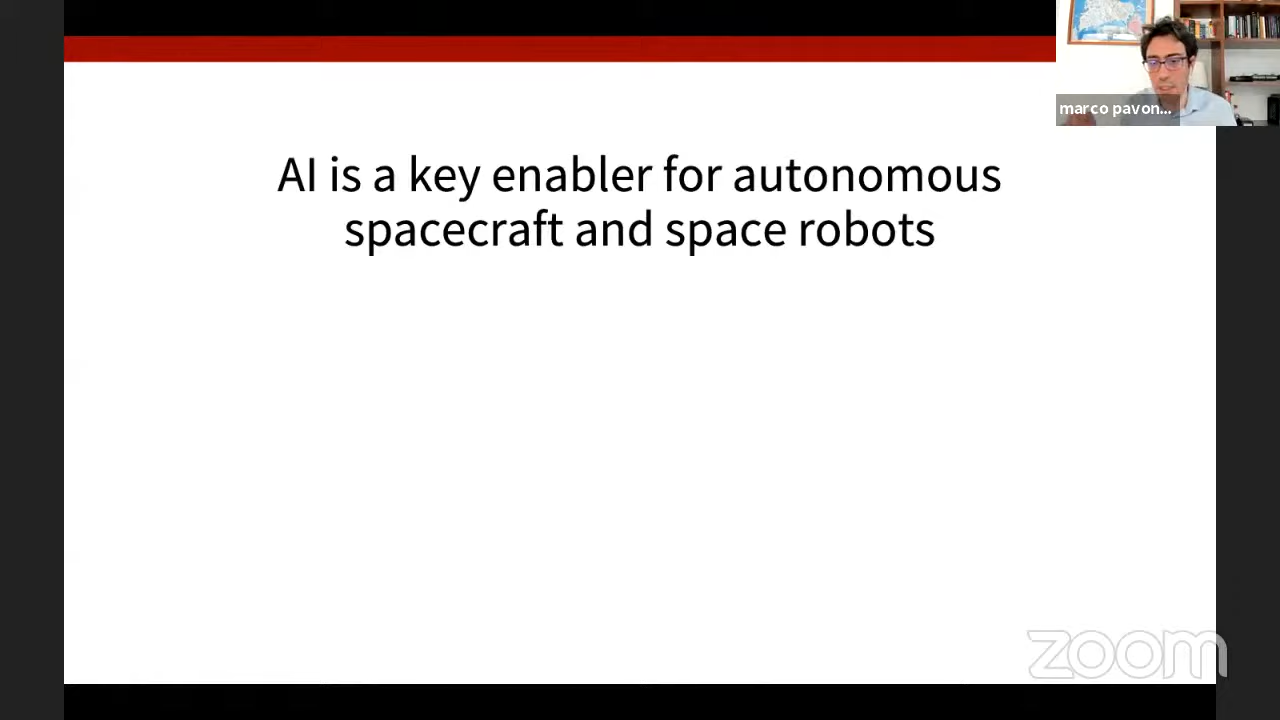 marco pavon...
AI is a key enabler for autonomous
spacecraft and space robots
zoom